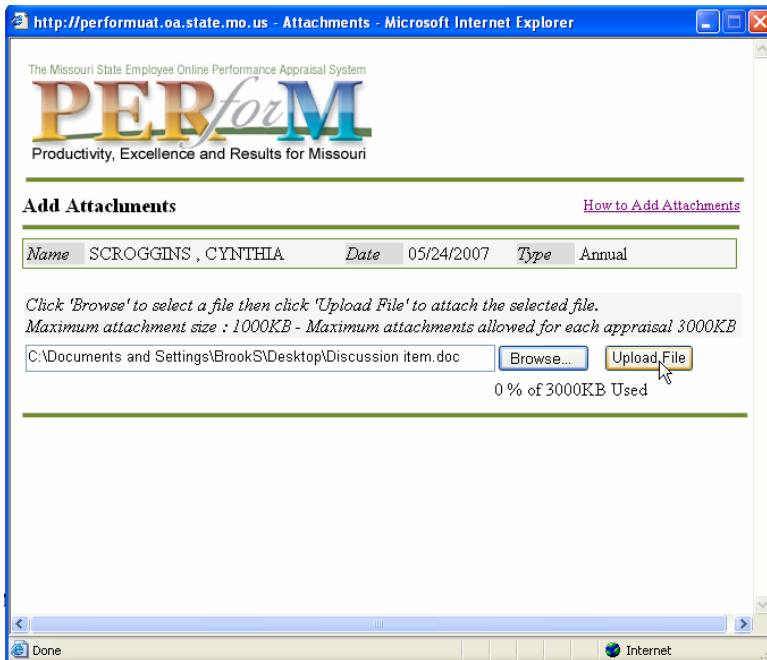 http://performuat.oa.state.mo.us - Attachments - Microsoft Internet Explorer
The Missouri State Employee Online Performance Appraisal System
PERforM
Productivity, Excellence and Results for Missouri
Add Attachments How to Add Attachments
Name SCROGGINS , CYNTHIA Date 05/24/2007 Type Annual
Click 'Browse' to select a file then click 'Upload File' to attach the selected file.
Maximum attachment size : 1000KB - Maximum attachments allowed for each appraisal 3000KB
C:\Documents and Settings\BrookS\Desktop\Discussion item.doc Browse... Upload File
0 % of 3000KB Used
Done Internet